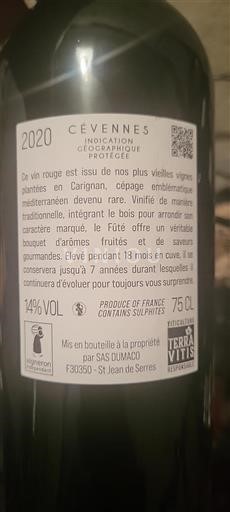 2020
CÉVENNES
INDICATION
GÉOGRAPHIQUE
PROTÉGÉE
Ce vin rouge est issu de nos plus vieilles vignes
plantées en Carignan, cépage emblématique
méditerranéen devenu rare. Vinifié de manière
traditionnelle, intégrant le bois pour arrondir son
caractère marqué, le Fûté offre un véritable
bouquet d'arômes fruités et de saveurs
gourmandes. Elevé pendant 18 mois en cuve, il se
conservera jusqu'à 7 années durant lesquelles il
continuera d'évoluer pour toujours vous surprendre.
14% VOL
PRODUCE OF FRANCE
CONTAINS SULPHITES
75 CL
Mis en bouteille à la propriété
par SAS DUMACO
F30350 - St Jean de Serres
vigneron
indépendant
VITICULTURE
TERRA
VITIS
RESPONSABLE